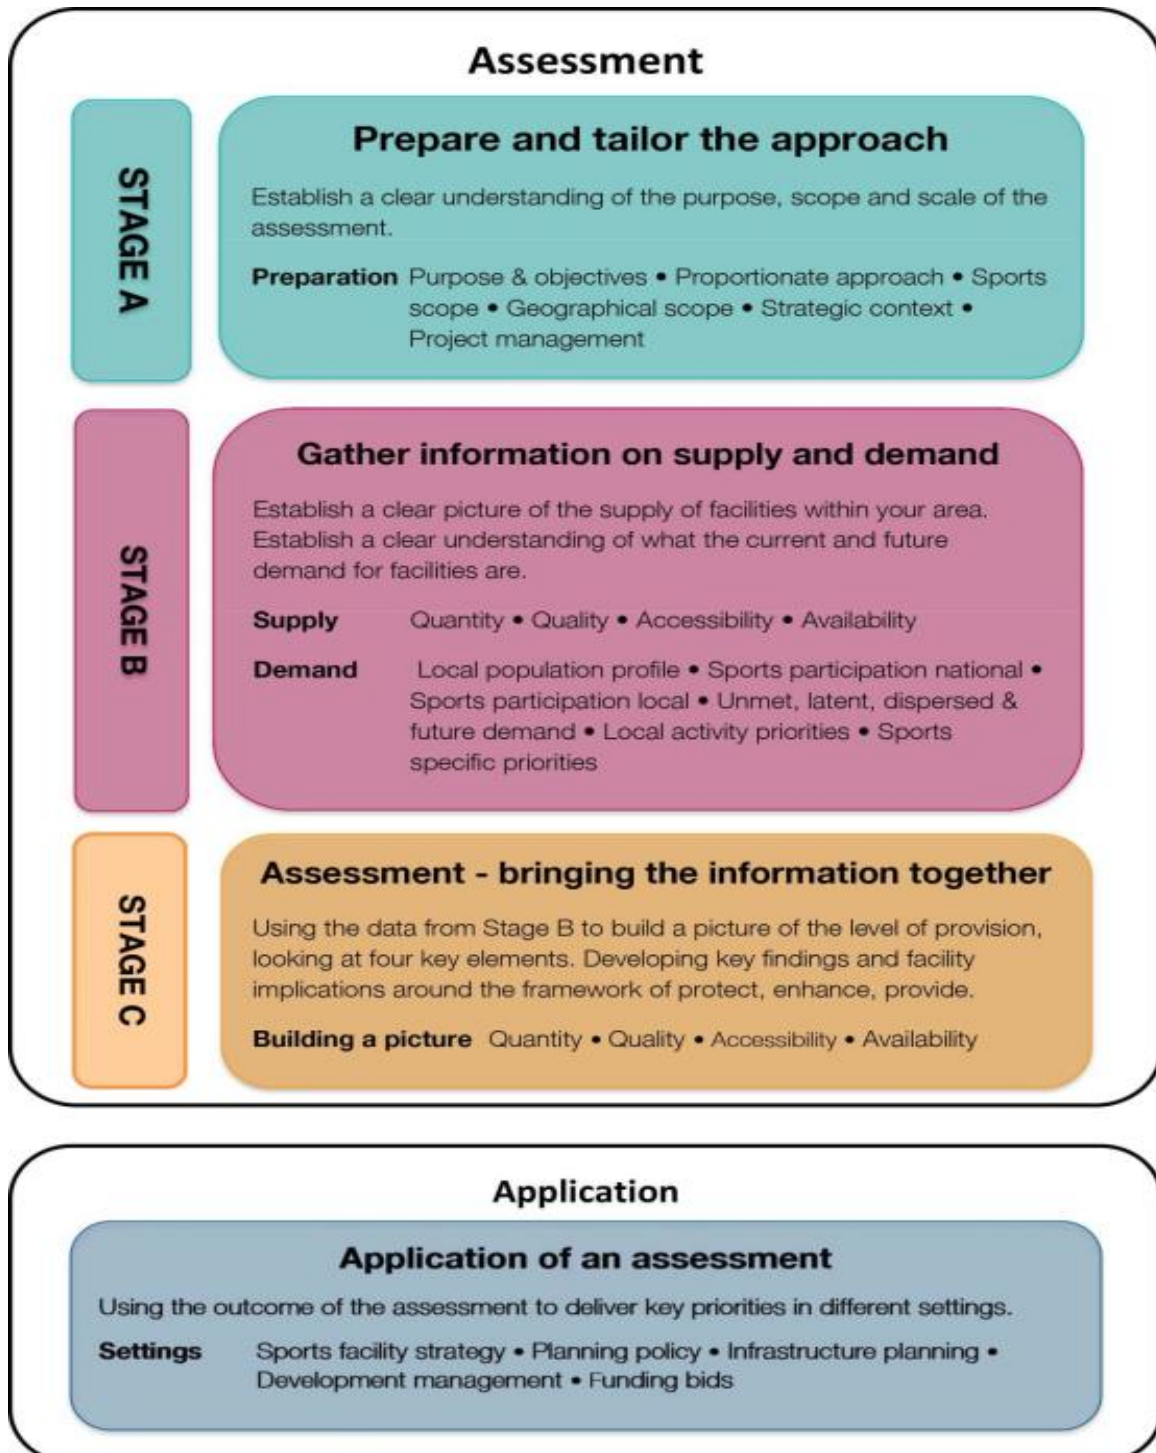 Assessment
STAGE A
Prepare and tailor the approach
Establish a clear understanding of the purpose, scope and scale of the
assessment.
Preparation Purpose & objectives • Proportionate approach • Sports
scope • Geographical scope • Strategic context •
Project management
STAGE B
Gather information on supply and demand
Establish a clear picture of the supply of facilities within your area.
Establish a clear understanding of what the current and future
demand for facilities are.
Supply Quantity • Quality • Accessibility • Availability
Demand Local population profile • Sports participation national •
Sports participation local • Unmet, latent, dispersed &
future demand • Local activity priorities • Sports
specific priorities
STAGE C
Assessment - bringing the information together
Using the data from Stage B to build a picture of the level of provision,
looking at four key elements. Developing key findings and facility
implications around the framework of protect, enhance, provide.
Building a picture Quantity • Quality • Accessibility • Availability
Application
Application of an assessment
Using the outcome of the assessment to deliver key priorities in different settings.
Settings Sports facility strategy • Planning policy • Infrastructure planning •
Development management • Funding bids